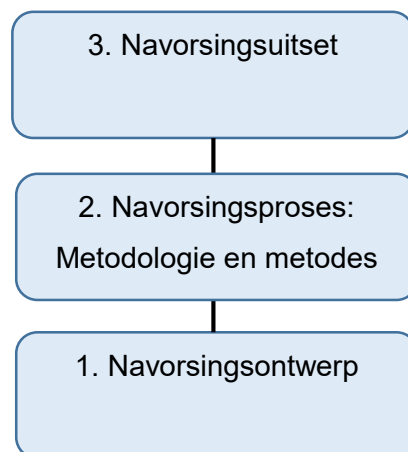 3. Navorsingsuitset
2. Navorsingsproses:
Metodologie en metodes
1. Navorsingsontwerp